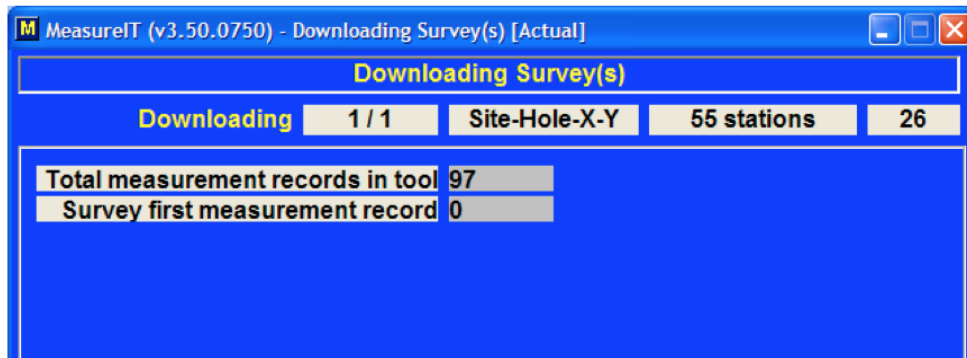 M MeasureIT (v3.50.0750) - Downloading Survey(s) [Actual]
Downloading Survey(s)
Downloading 1 / 1 Site-Hole-X-Y 55 stations 26
Total measurement records in tool 97
Survey first measurement record 0